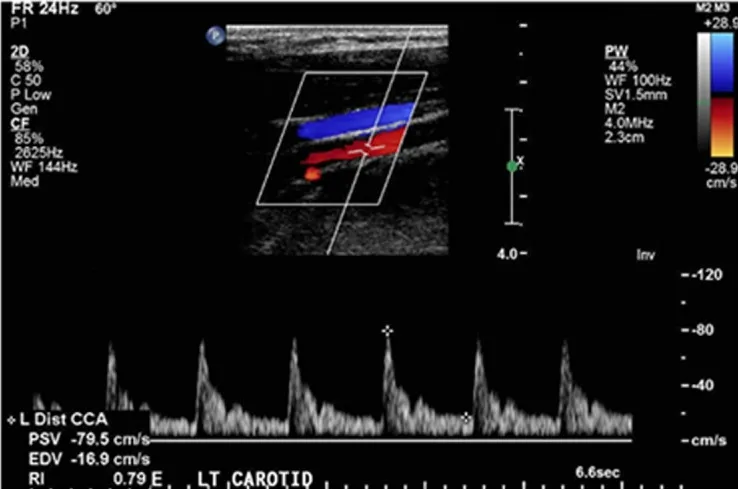 FR 24Hz 60°
P1
2D
58%
C 50
P Low
Gen
CF
85%
2625Hz
WF 144Hz
Med
P
PW
44%
WF 100Hz
SV1.5mm
M2
4.0MHz
2.3cm
M2 M3
+28.9
-28.9
cm/s
x
4.0
Inv
-120
-80
-40
cm/s
L Dist CCA
PSV -79.5 cm/s
EDV -16.9 cm/s
RI 0.79 E
LT CAROTID
6.6sec